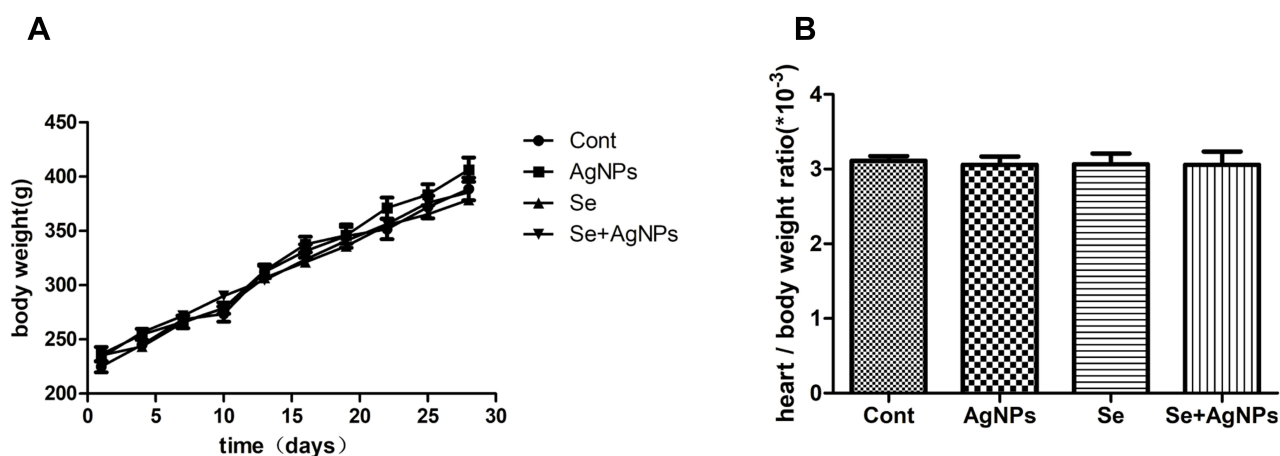 A
450
400
350
300
250
200
body weight(g)
0 5 10 15 20 25 30
time（days）
Cont
AgNPs
Se
Se+AgNPs
B
heart / body weight ratio(*10-3)
4
3
2
1
0
Cont AgNPs Se Se+AgNPs